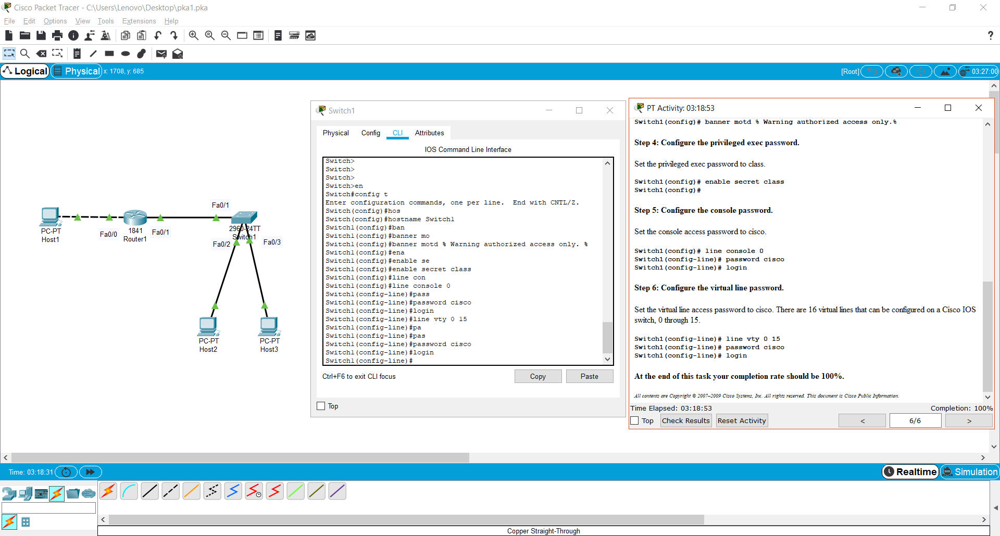 Cisco Packet Tracer - C:\Users\Lenovo\Desktop\pka1.pka
File Edit Options View Tools Extensions Help
?
Logical Physical x: 1708, y: 685 [Root] 03:27:00
PC-PT
Host1
Fa0/0
1841
Router1
Fa0/1
Fa0/1
2960-24TT
Switch1
Fa0/2
Fa0/3
PC-PT
Host2
PC-PT
Host3
Switch1
Physical Config CLI Attributes
IOS Command Line Interface
Switch>
Switch>
Switch>
Switch>en
Switch#config t
Enter configuration commands, one per line.  End with CNTL/Z.
Switch(config)#hos
Switch(config)#hostname Switch1
Switch1(config)#ban
Switch1(config)#banner mo
Switch1(config)#banner motd % Warning authorized access only. %
Switch1(config)#ena
Switch1(config)#enable se
Switch1(config)#enable secret class
Switch1(config)#line con
Switch1(config)#line console 0
Switch1(config-line)#pass
Switch1(config-line)#password cisco
Switch1(config-line)#login
Switch1(config-line)#line vty 0 15
Switch1(config-line)#pa
Switch1(config-line)#pas
Switch1(config-line)#password cisco
Switch1(config-line)#login
Switch1(config-line)#
Ctrl+F6 to exit CLI focus
Copy Paste
Top
PT Activity: 03:18:53
Switch1(config)# banner motd % Warning authorized access only.%
Step 4: Configure the privileged exec password.
Set the privileged exec password to class.
Switch1(config)# enable secret class
Switch1(config)#
Step 5: Configure the console password.
Set the console access password to cisco.
Switch1(config)# line console 0
Switch1(config-line)# password cisco
Switch1(config-line)# login
Step 6: Configure the virtual line password.
Set the virtual line access password to cisco. There are 16 virtual lines that can be configured on a Cisco IOS
switch, 0 through 15.
Switch1(config-line)# line vty 0 15
Switch1(config-line)# password cisco
Switch1(config-line)# login
At the end of this task your completion rate should be 100%.
All contents are Copyright © 2007–2009 Cisco Systems, Inc. All rights reserved. This document is Cisco Public Information.
Time Elapsed: 03:18:53 Completion: 100%
Top Check Results Reset Activity < 6/6 >
Time: 03:18:31 Realtime Simulation
Copper Straight-Through